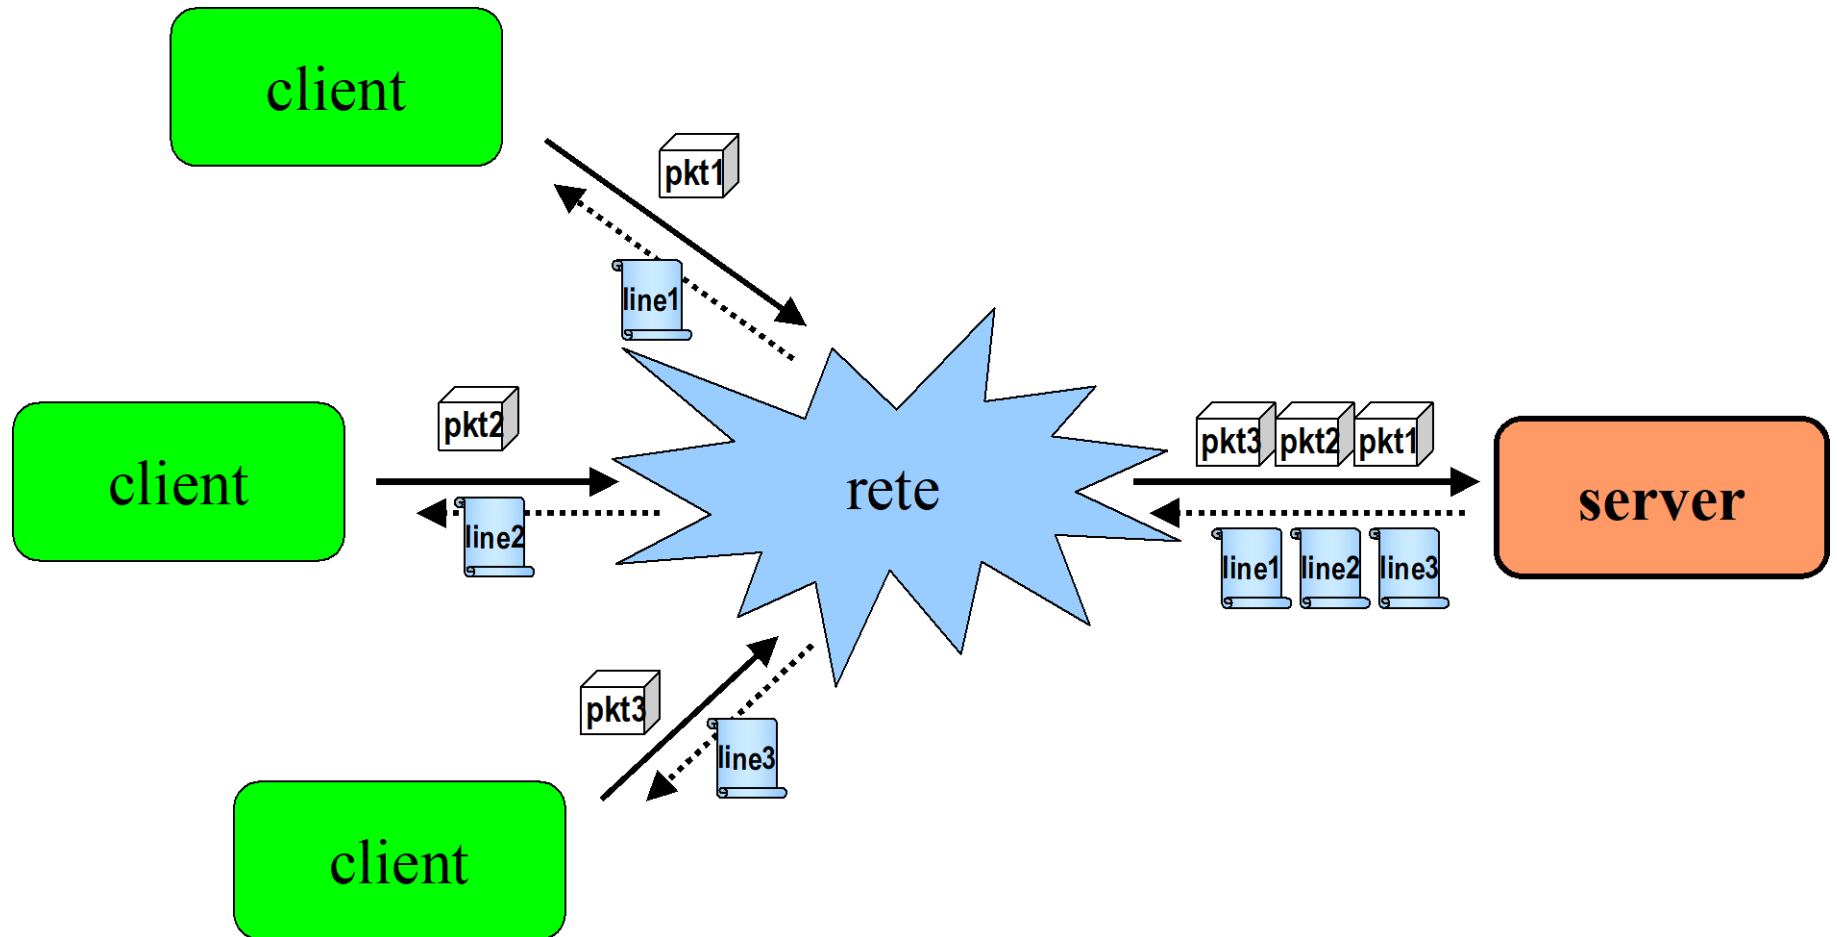 client
pkt1
line1
client
pkt2
line2
rete
pkt3 pkt2 pkt1
line1 line2 line3
server
pkt3
line3
client